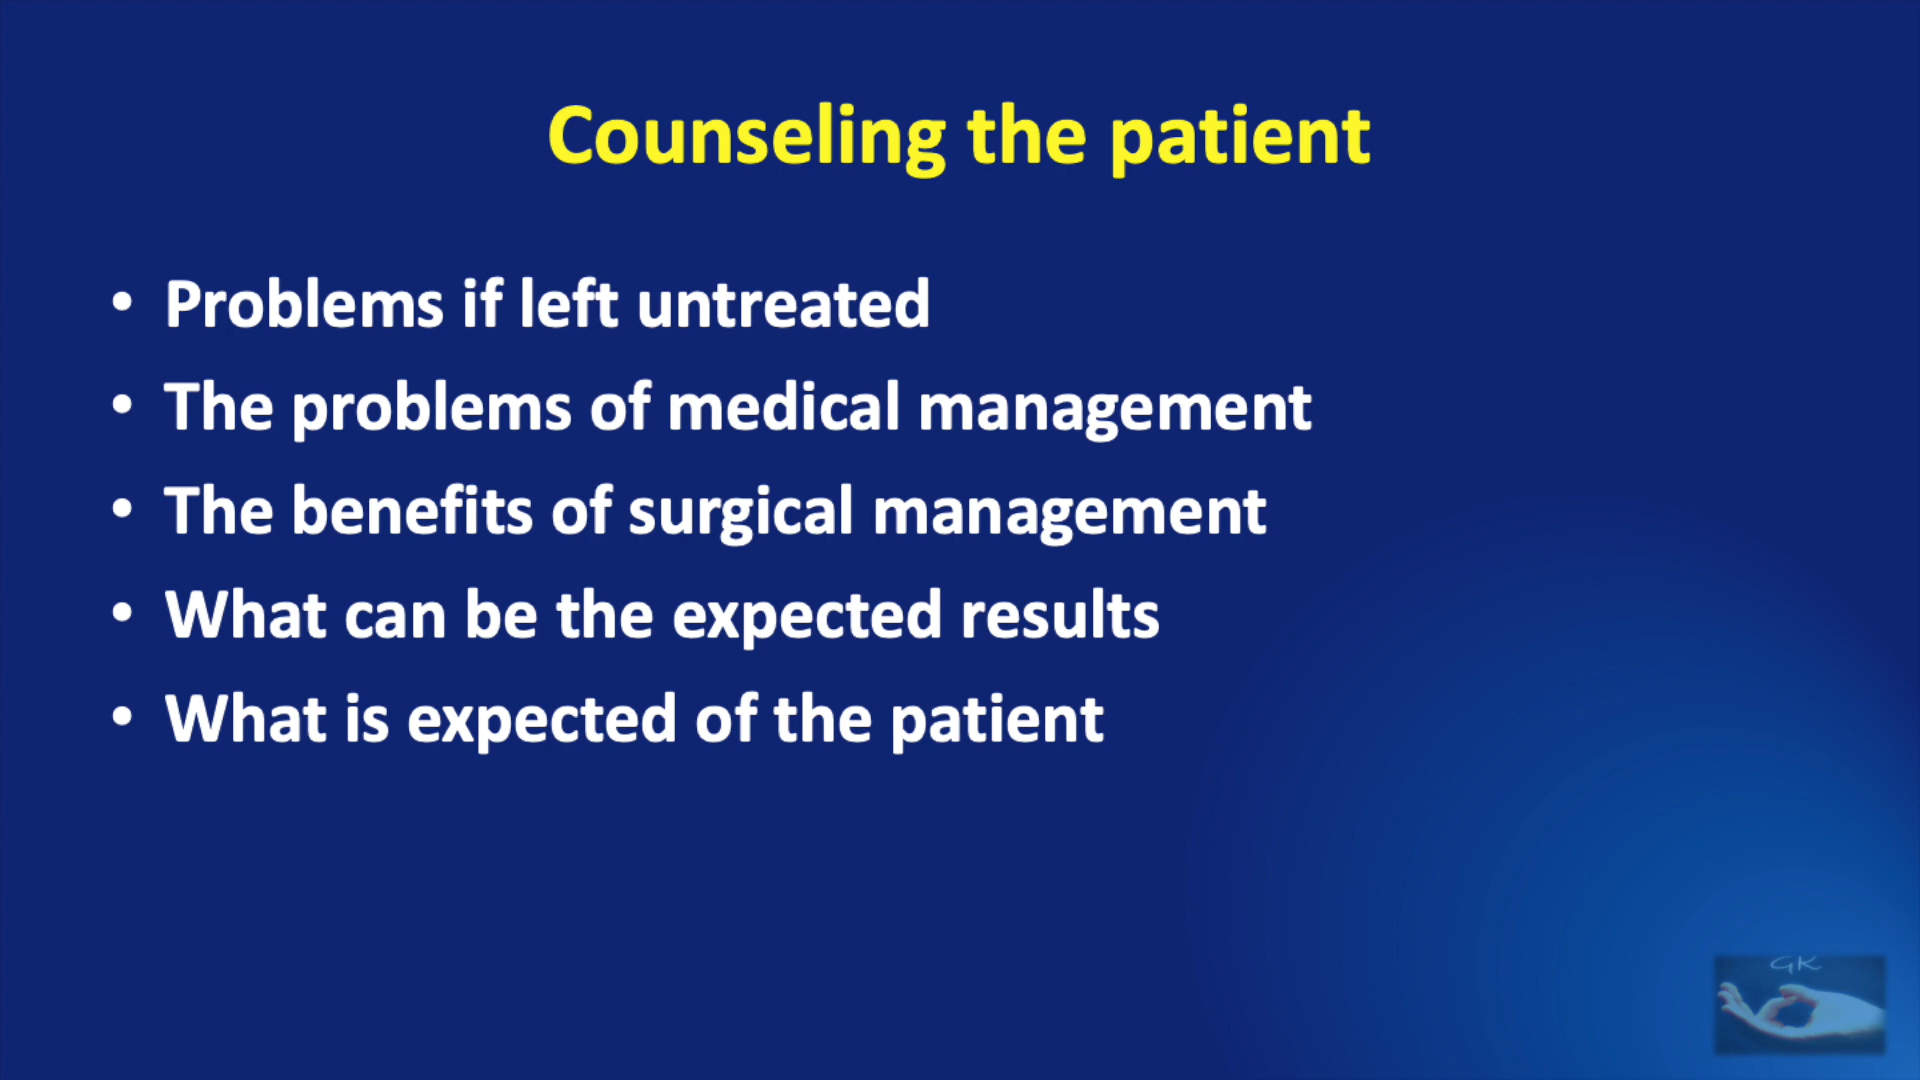 Counseling the patient
• Problems if left untreated
• The problems of medical management
• The benefits of surgical management
• What can be the expected results
• What is expected of the patient
GK